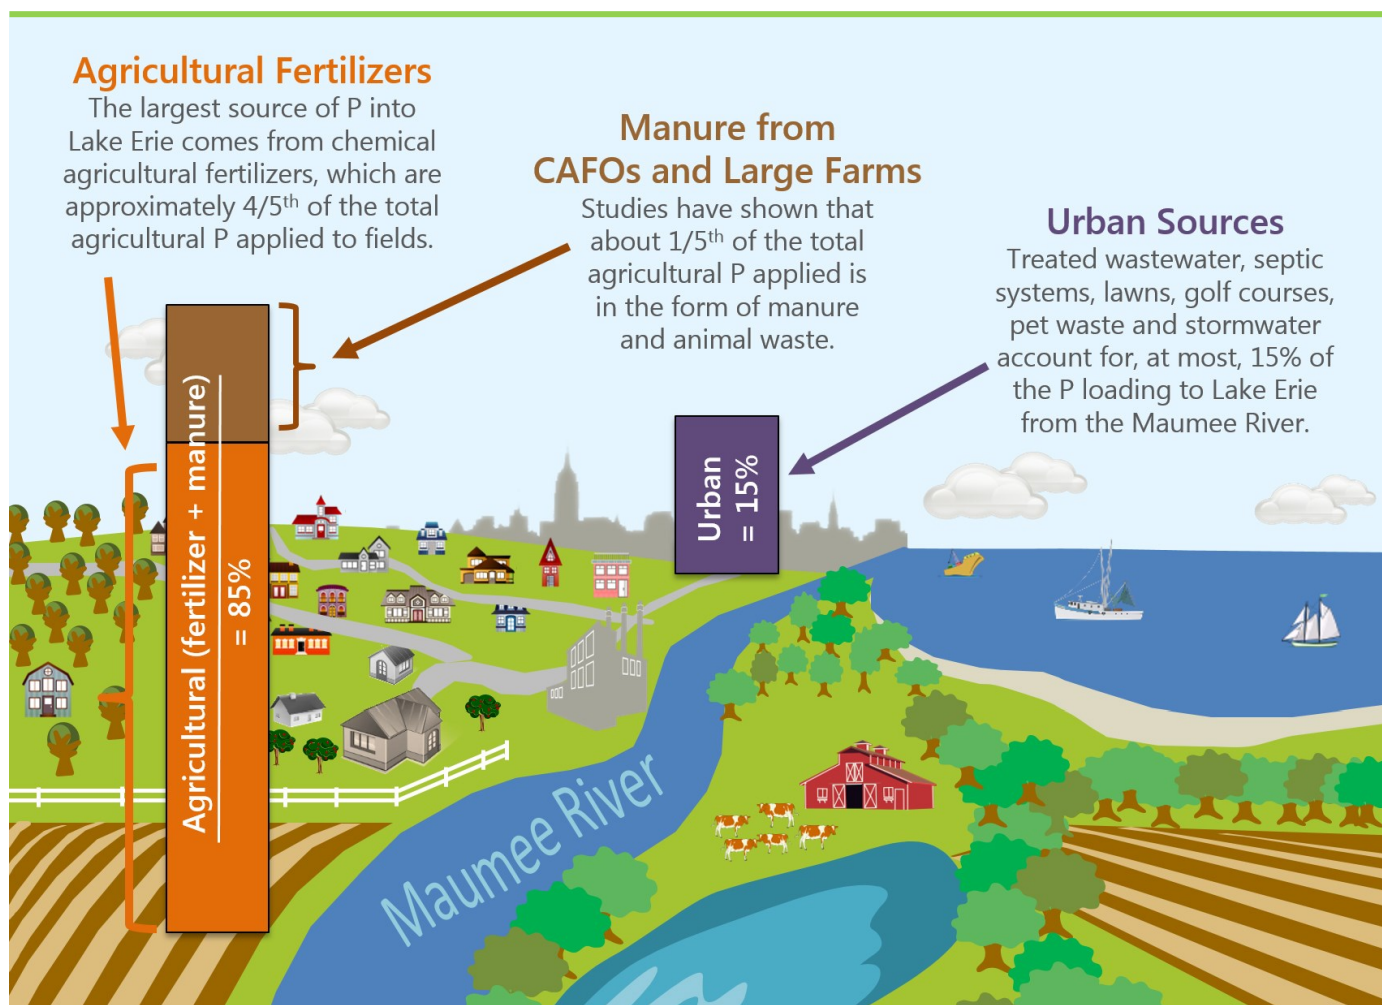 Agricultural Fertilizers
The largest source of P into
Lake Erie comes from chemical
agricultural fertilizers, which are
approximately 4/5th of the total
agricultural P applied to fields.
Manure from
CAFOs and Large Farms
Studies have shown that
about 1/5th of the total
agricultural P applied is
in the form of manure
and animal waste.
Urban Sources
Treated wastewater, septic
systems, lawns, golf courses,
pet waste and stormwater
account for, at most, 15% of
the P loading to Lake Erie
from the Maumee River.
Agricultural (fertilizer + manure)
= 85%
Urban
= 15%
Maumee River